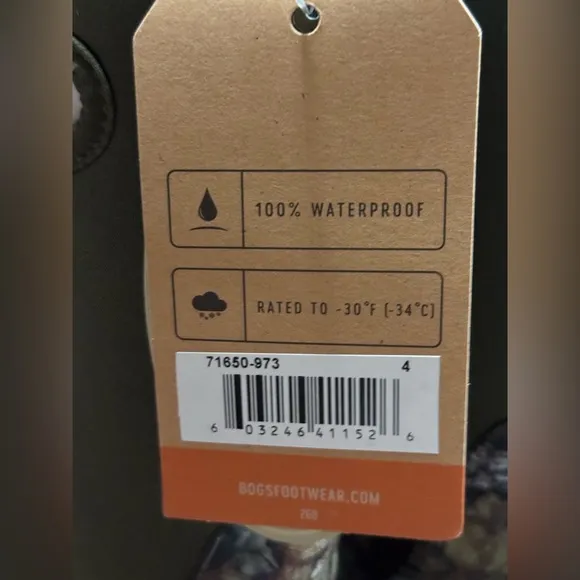 100% WATERPROOF
RATED TO -30°F (-34°C)
71650-973 4
6 03246 41152 6
BOGSFOOTWEAR.COM